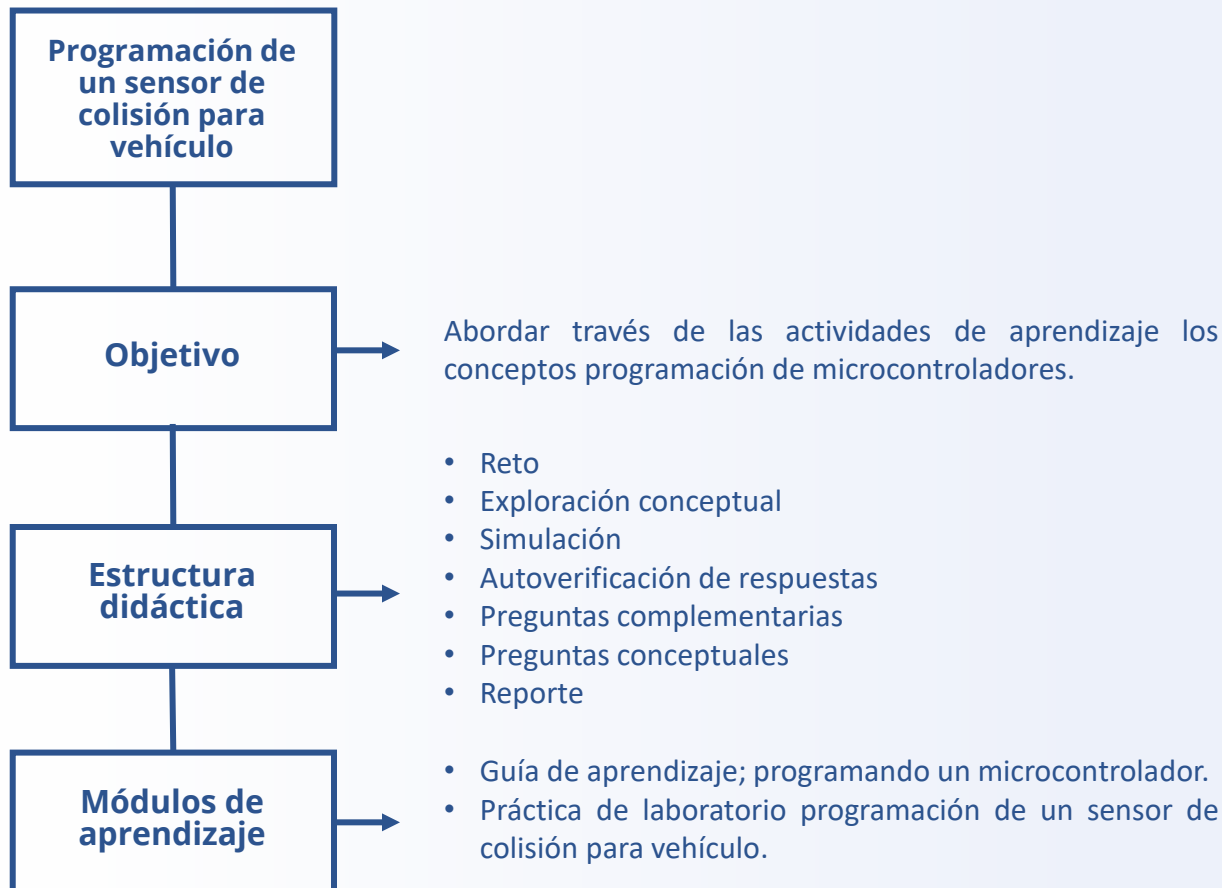 Programación de
un sensor de
colisión para
vehículo
Objetivo
Abordar través de las actividades de aprendizaje los
conceptos programación de microcontroladores.
Estructura
didáctica
• Reto
• Exploración conceptual
• Simulación
• Autoverificación de respuestas
• Preguntas complementarias
• Preguntas conceptuales
• Reporte
Módulos de
aprendizaje
• Guía de aprendizaje; programando un microcontrolador.
• Práctica de laboratorio programación de un sensor de
colisión para vehículo.